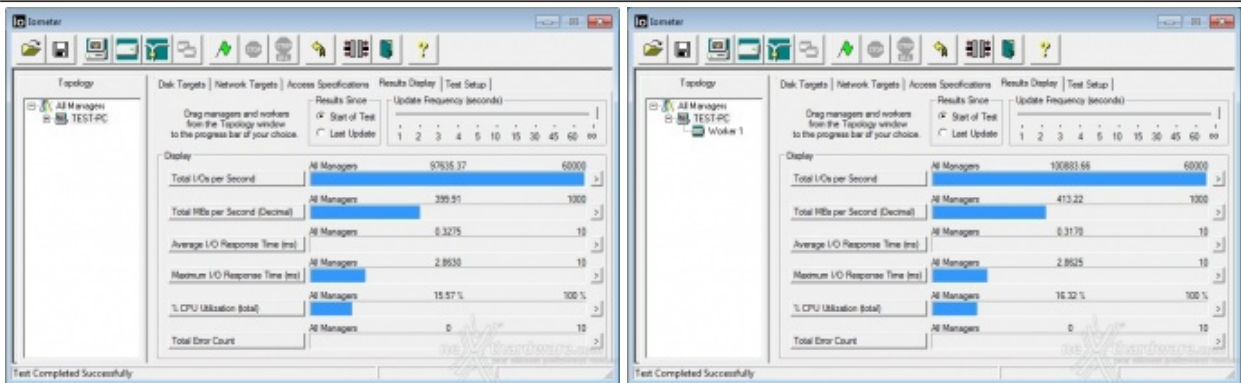 Iometer
STOP
Topology
All Managers
TEST-PC
Disk Targets | Network Targets | Access Specifications | Results Display | Test Setup
Drag managers and workers
from the Topology window
to the progress bar of your choice.
Results Since
Start of Test
Last Update
Update Frequency (seconds)
1 2 3 4 5 10 15 30 45 60 oo
Display
All Managers 97635.37 60000
Total I/Os per Second
All Managers 399.91 1000
Total MBs per Second (Decimal)
All Managers 0.3275 10
Average I/O Response Time (ms)
All Managers 2.8630 10
Maximum I/O Response Time (ms)
All Managers 15.57 % 100 %
% CPU Utilization (total)
All Managers 0 10
Total Error Count
Test Completed Successfully
Iometer
STOP
Topology
All Managers
TEST-PC
Worker 1
Disk Targets | Network Targets | Access Specifications | Results Display | Test Setup
Drag managers and workers
from the Topology window
to the progress bar of your choice.
Results Since
Start of Test
Last Update
Update Frequency (seconds)
1 2 3 4 5 10 15 30 45 60 oo
Display
All Managers 100883.66 60000
Total I/Os per Second
All Managers 413.22 1000
Total MBs per Second (Decimal)
All Managers 0.3170 10
Average I/O Response Time (ms)
All Managers 2.8625 10
Maximum I/O Response Time (ms)
All Managers 16.32 % 100 %
% CPU Utilization (total)
All Managers 0 10
Total Error Count
Test Completed Successfully